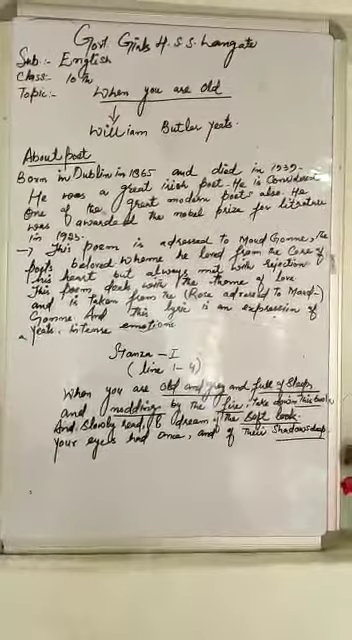 Govt. Girls H.S.S. Langate
Sub:- English
Class:- 10th
Topic:- When you are Old
William Butler Yeats.
About poet
Born in Dublin in 1865 and died in 1939.
He was a great irish poet. He is Considered
One of the great modern poets also. He
was awarded the nobel prize for litrature
in 1923.
→ This poem is adressed to Maud Gonne, the
poet's beloved whome he loved from the Core of
his heart but always met with rejection
This poem deals with the theme of love
and is taken from the (Rose adressed to Maud-)
Gonne. And this lyric is an expression of
Yeats. intense emotions
Stanza - I
(line 1-4)
When you are old and grey and full of Sleep
and nodding by the fire, take down this book
And slowly read, & dream of the Soft look.
Your eyes had once, and of Their Shadows deep